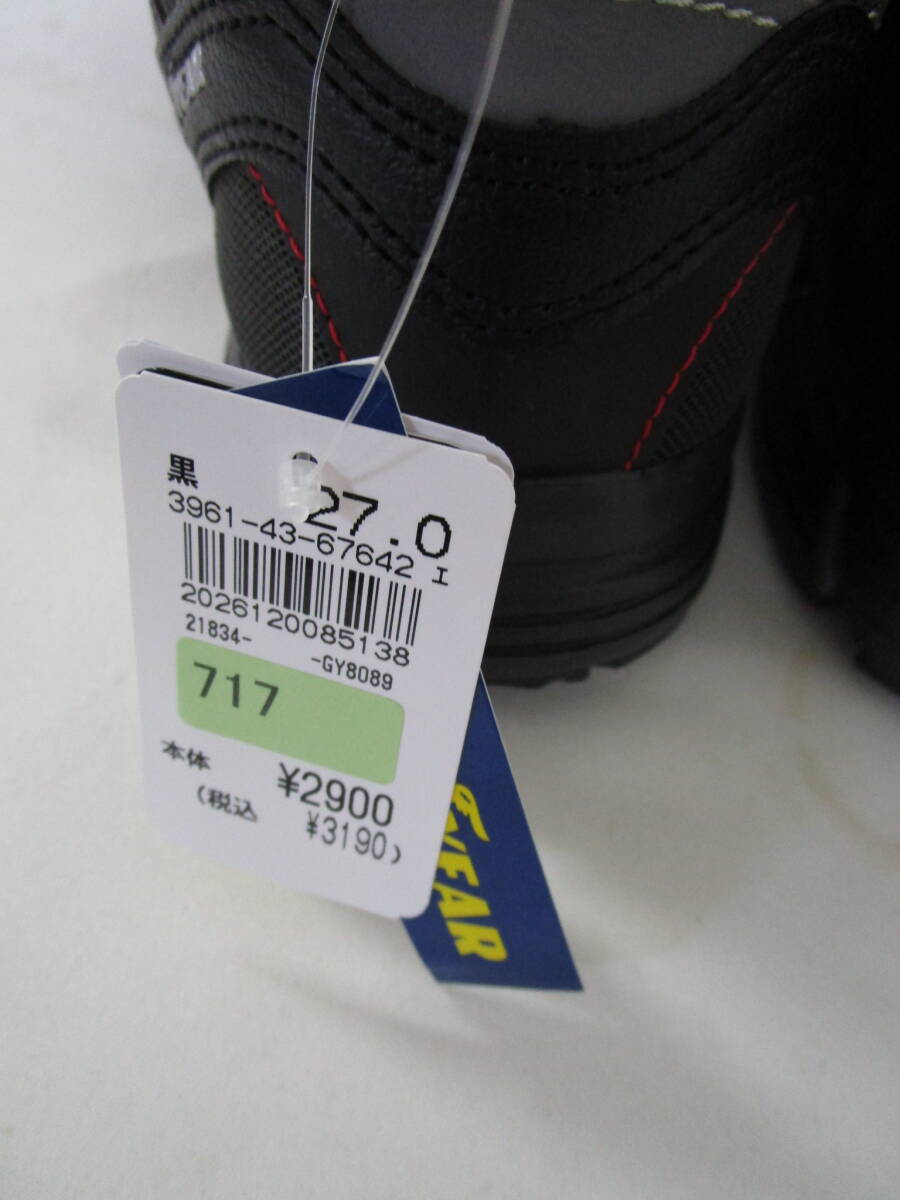 黒
27.0
3961-43-67642 I
2026120085138
21834- -GY8089
717
本体 ¥2900
(税込 ¥3190)
YEAR